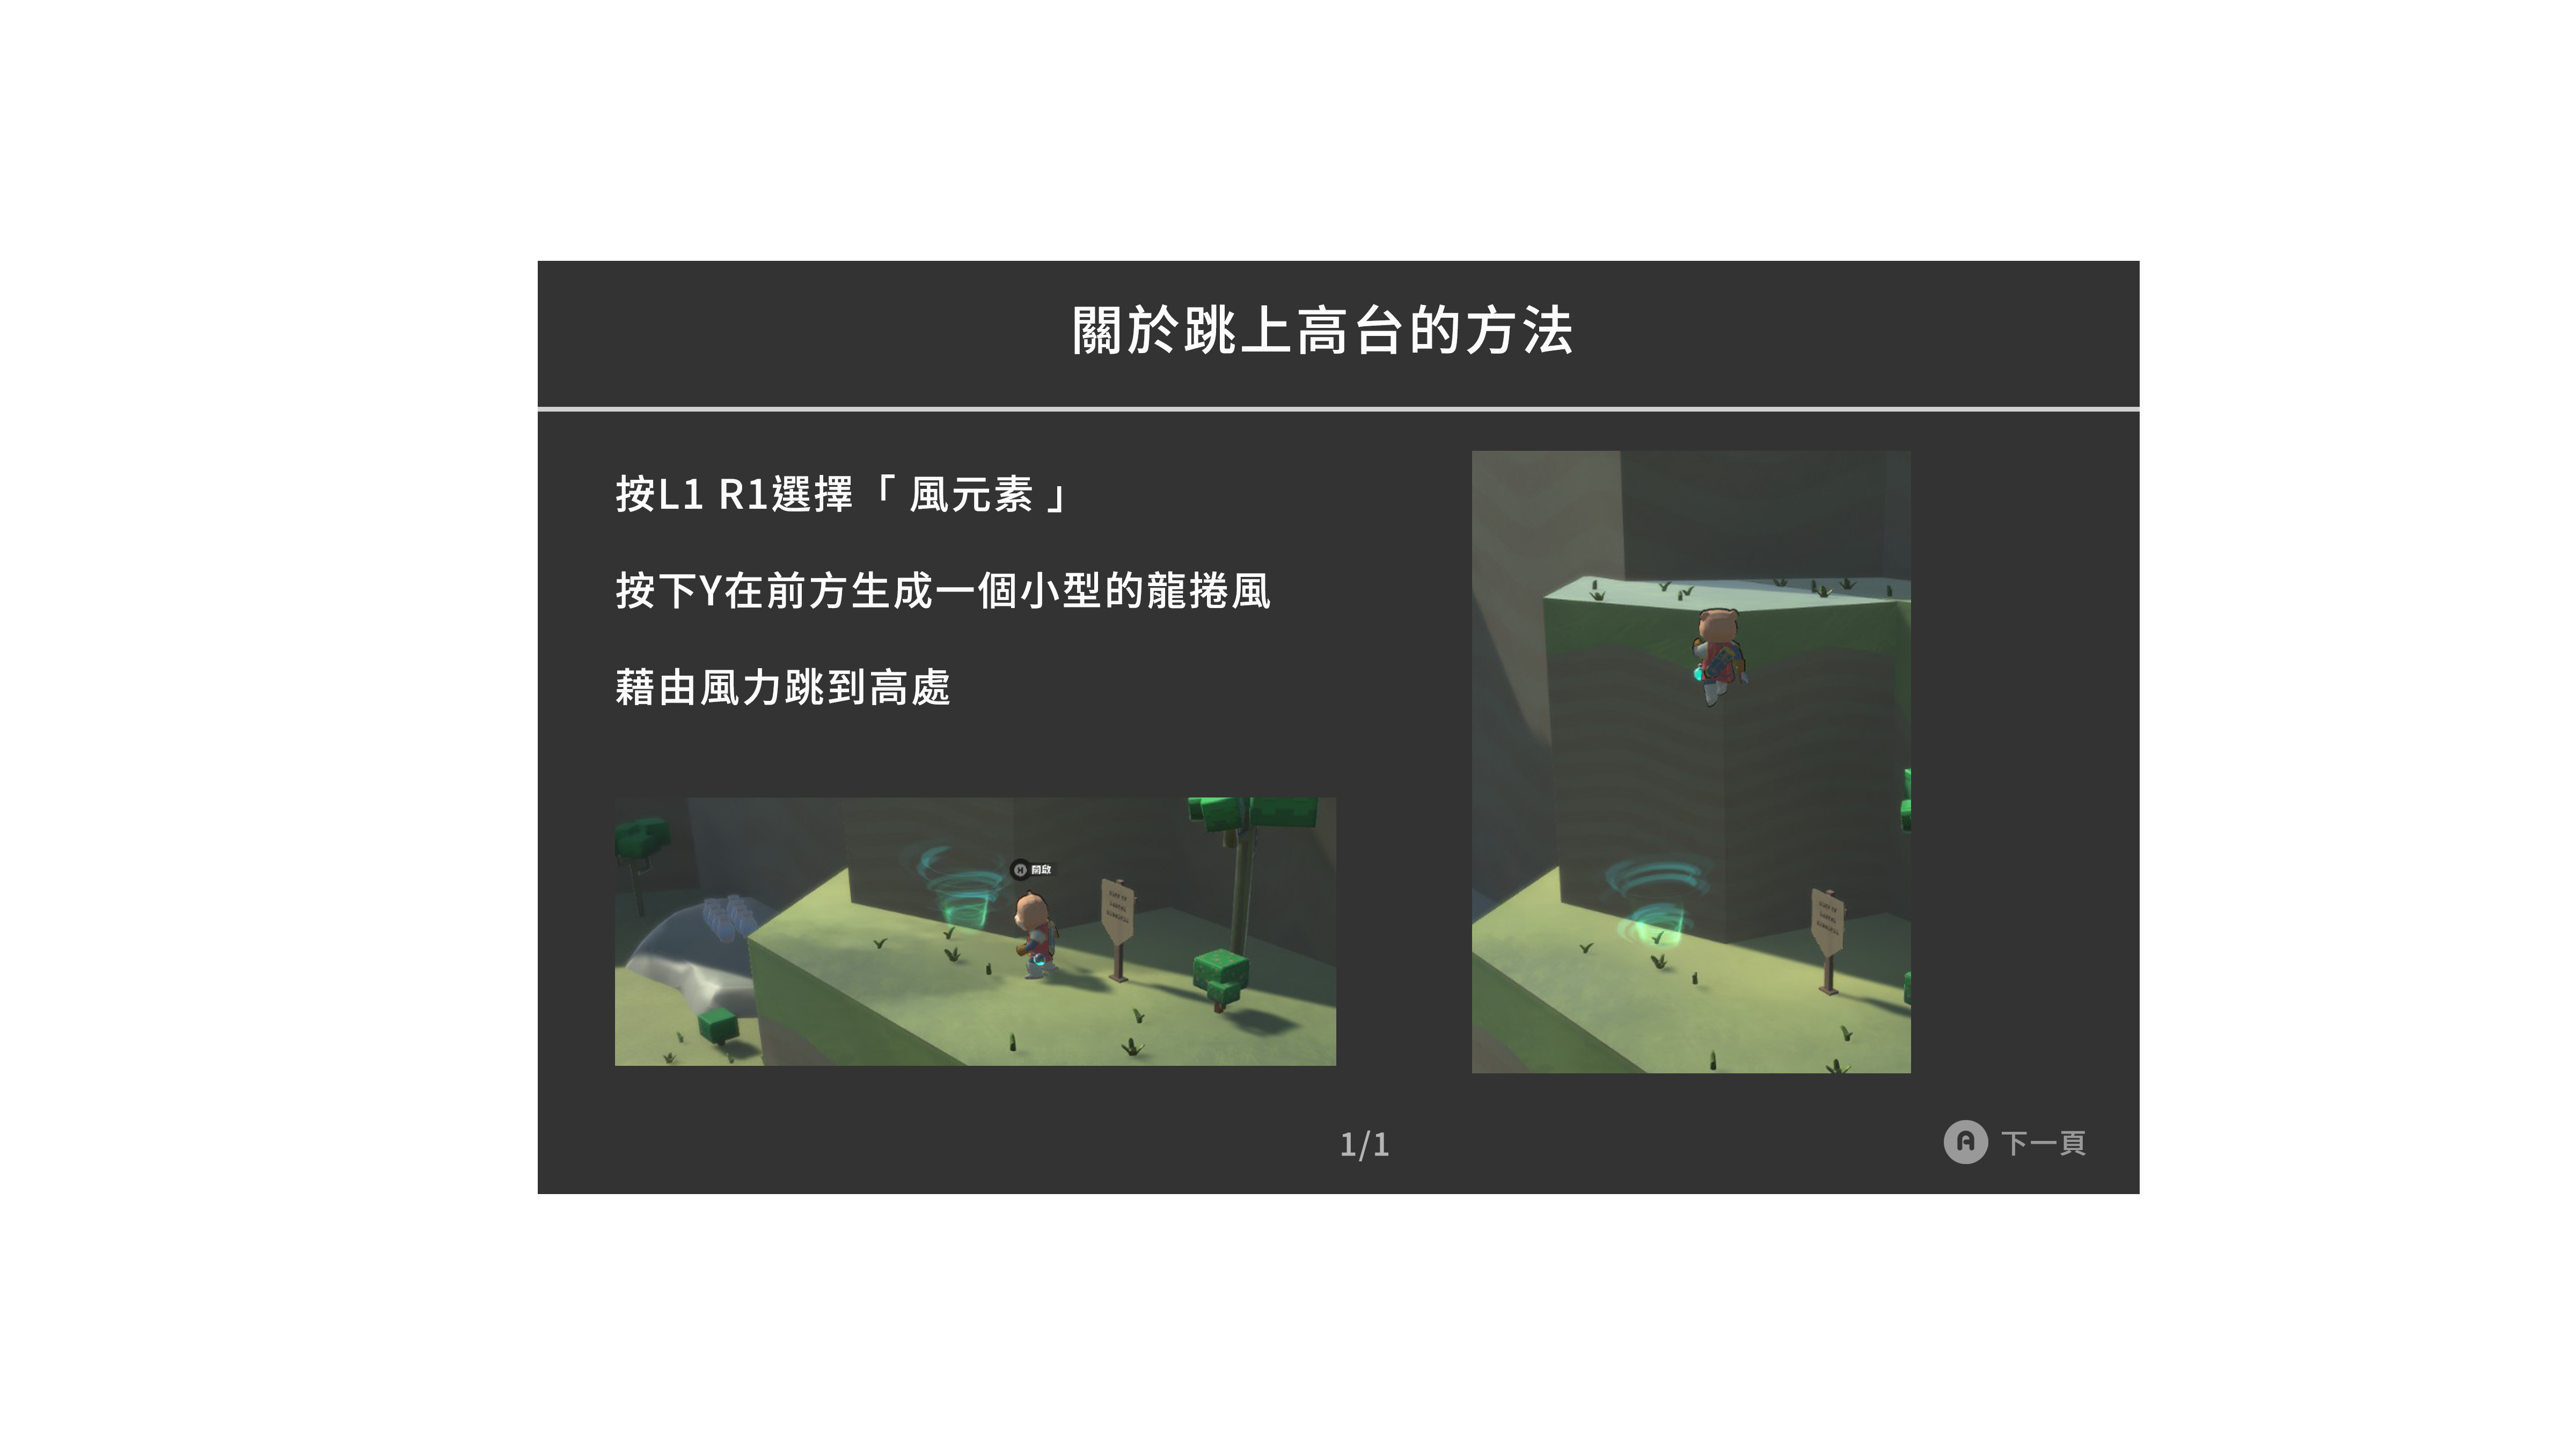 關於跳上高台的方法
按L1 R1選擇「 風元素 」
按下Y在前方生成一個小型的龍捲風
藉由風力跳到高處
H 開啟
1/1
A 下一頁